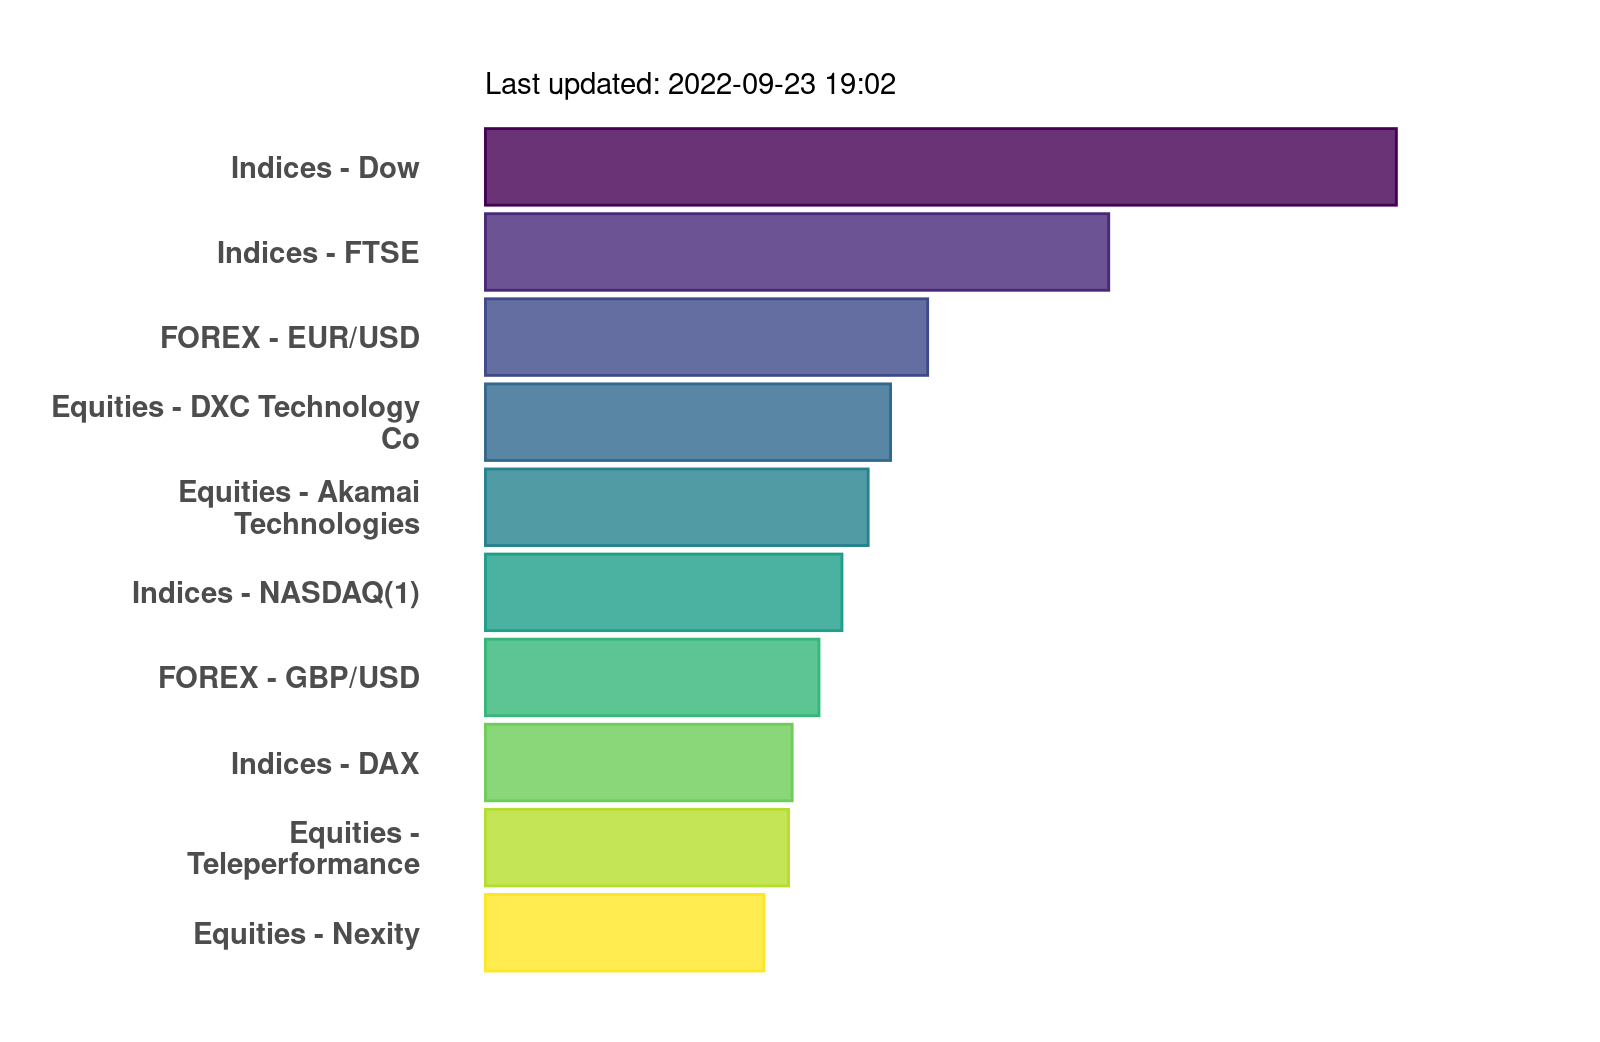 Last updated: 2022-09-23 19:02
Indices - Dow
Indices - FTSE
FOREX - EUR/USD
Equities - DXC Technology
Co
Equities - Akamai
Technologies
Indices - NASDAQ(1)
FOREX - GBP/USD
Indices - DAX
Equities -
Teleperformance
Equities - Nexity